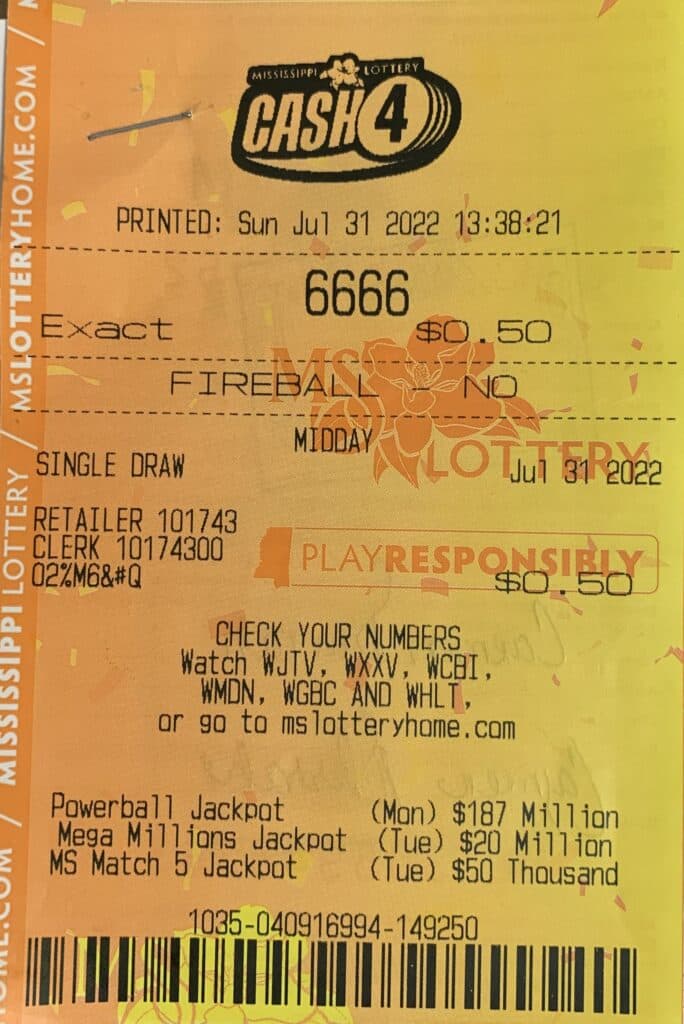 MISSISSIPPI LOTTERY
CASH 4
PRINTED: Sun Jul 31 2022 13:38:21
6666
Exact $0.50
FIREBALL - NO
MIDDAY
SINGLE DRAW Jul 31 2022
MS LOTTERY
RETAILER 101743
CLERK 10174300
02%M6&#Q
PLAYRESPONSIBLY
$0.50
CHECK YOUR NUMBERS
Watch WJTV, WXXV, WCBI,
WMDN, WGBC AND WHLT,
or go to mslotteryhome.com
Powerball Jackpot (Mon) $187 Million
Mega Millions Jackpot (Tue) $20 Million
MS Match 5 Jackpot (Tue) $50 Thousand
1035-040916994-149250
OME.COM / MISSISSIPPI LOTTERY / MSLOTTERYHOME.COM /